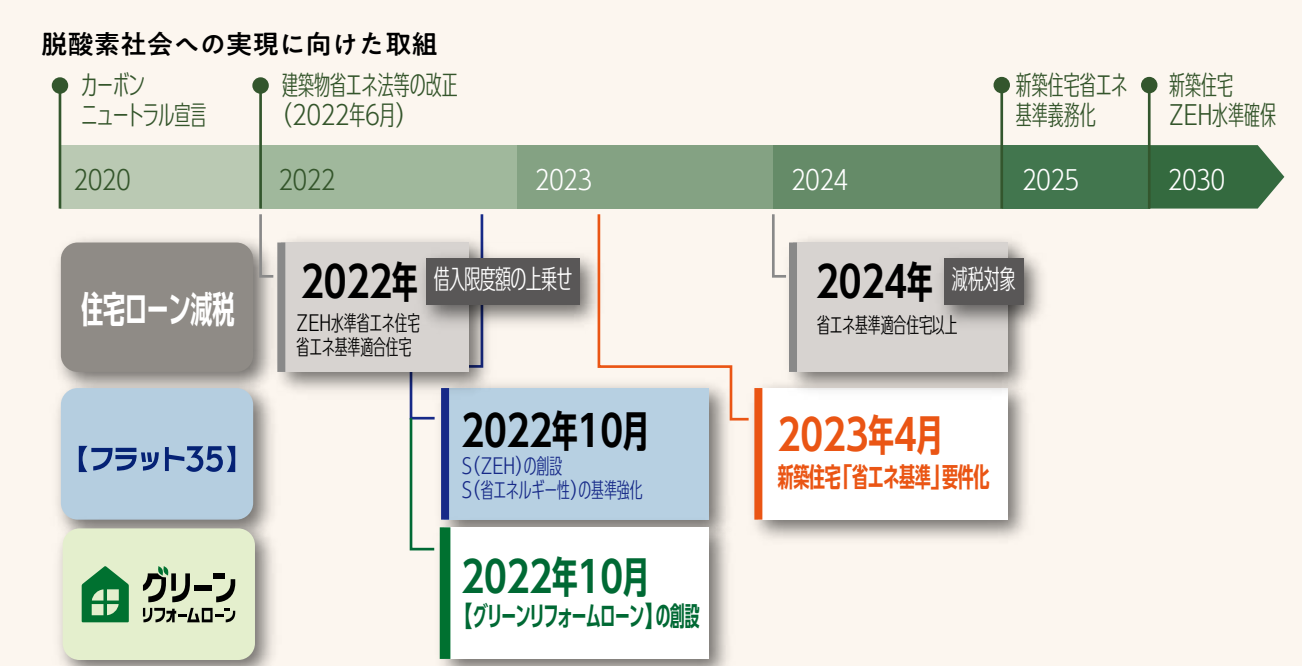 脱酸素社会への実現に向けた取組
カーボン
ニュートラル宣言
建築物省エネ法等の改正
(2022年6月)
新築住宅省エネ
基準義務化
新築住宅
ZEH水準確保
2020
2022
2023
2024
2025
2030
住宅ローン減税
2022年
借入限度額の上乗せ
ZEH水準省エネ住宅
省エネ基準適合住宅
2024年
減税対象
省エネ基準適合住宅以上
【フラット35】
2022年10月
S(ZEH)の創設
S(省エネルギー性)の基準強化
2023年4月
新築住宅「省エネ基準」要件化
グリーン
リフォームローン
2022年10月
【グリーンリフォームローン】の創設